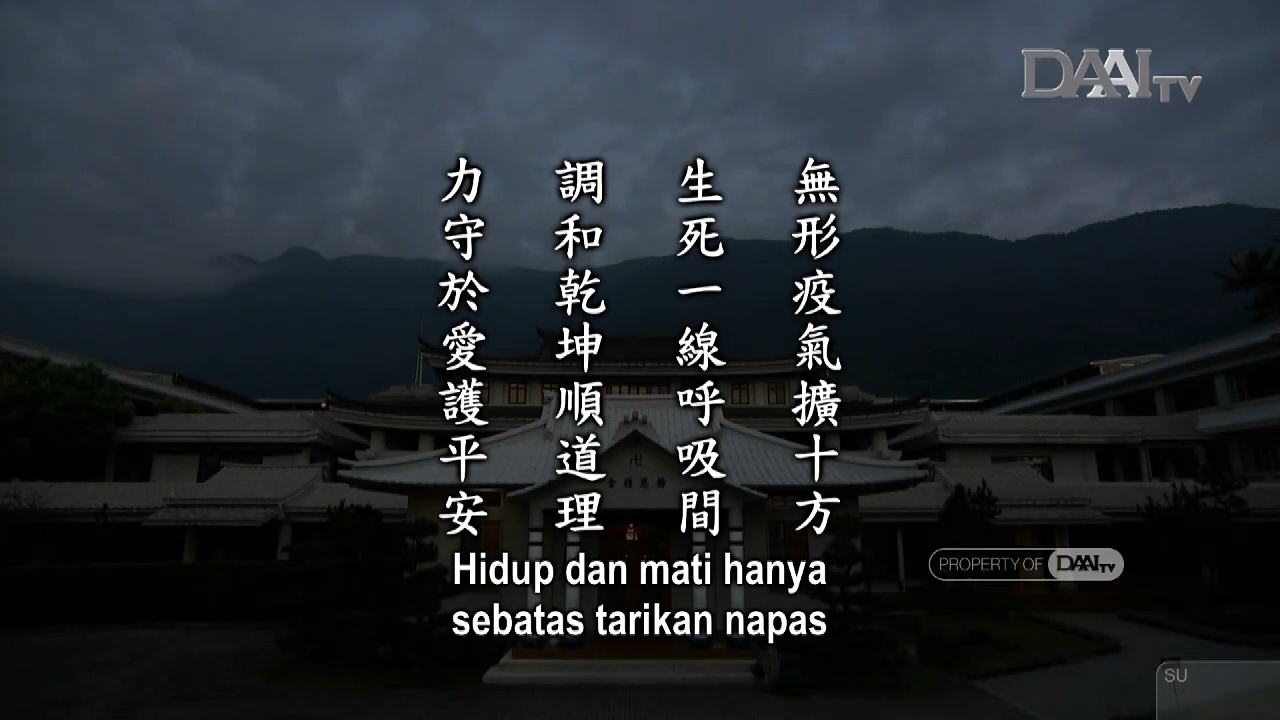 DAAI TV
無形疫氣擴十方
生死一線呼吸間
調和乾坤順道理
力守於愛護平安
Hidup dan mati hanya
sebatas tarikan napas
PROPERTY OF DAAI TV
SU